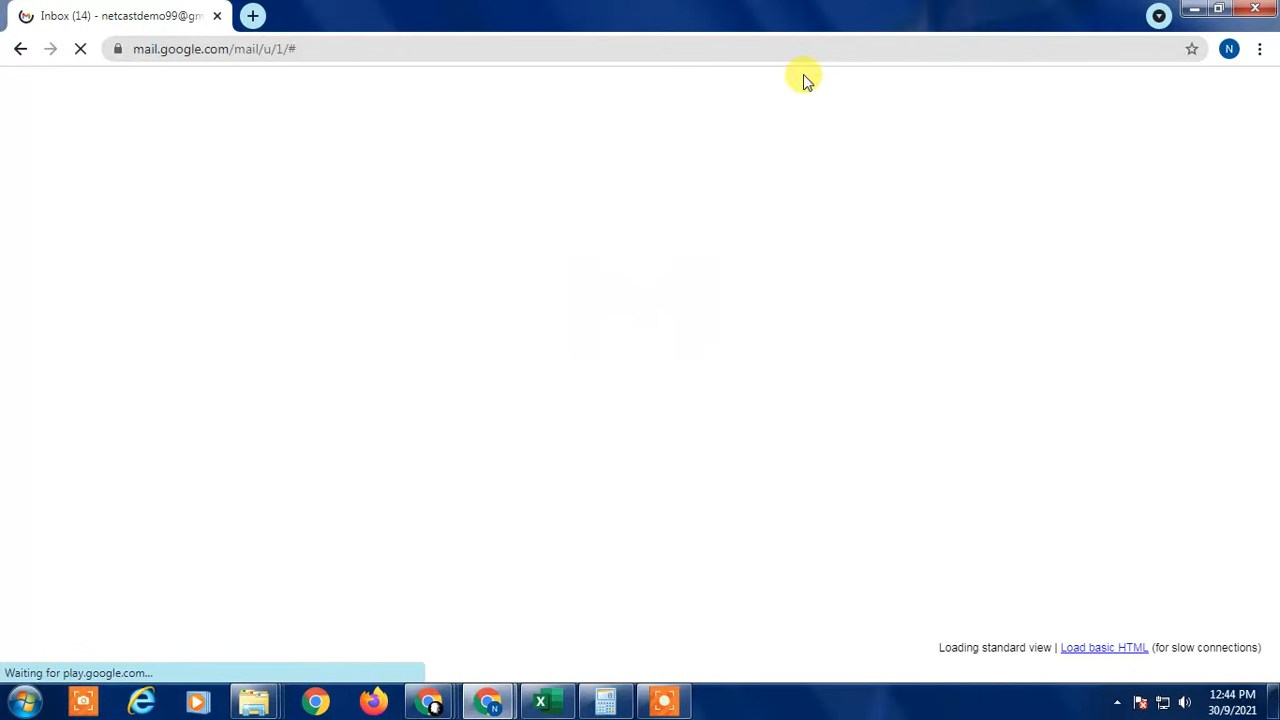 Inbox (14) - netcastdemo99@gm
mail.google.com/mail/u/1/#
N
Loading standard view | Load basic HTML (for slow connections)
Waiting for play.google.com...
N
12:44 PM
30/9/2021